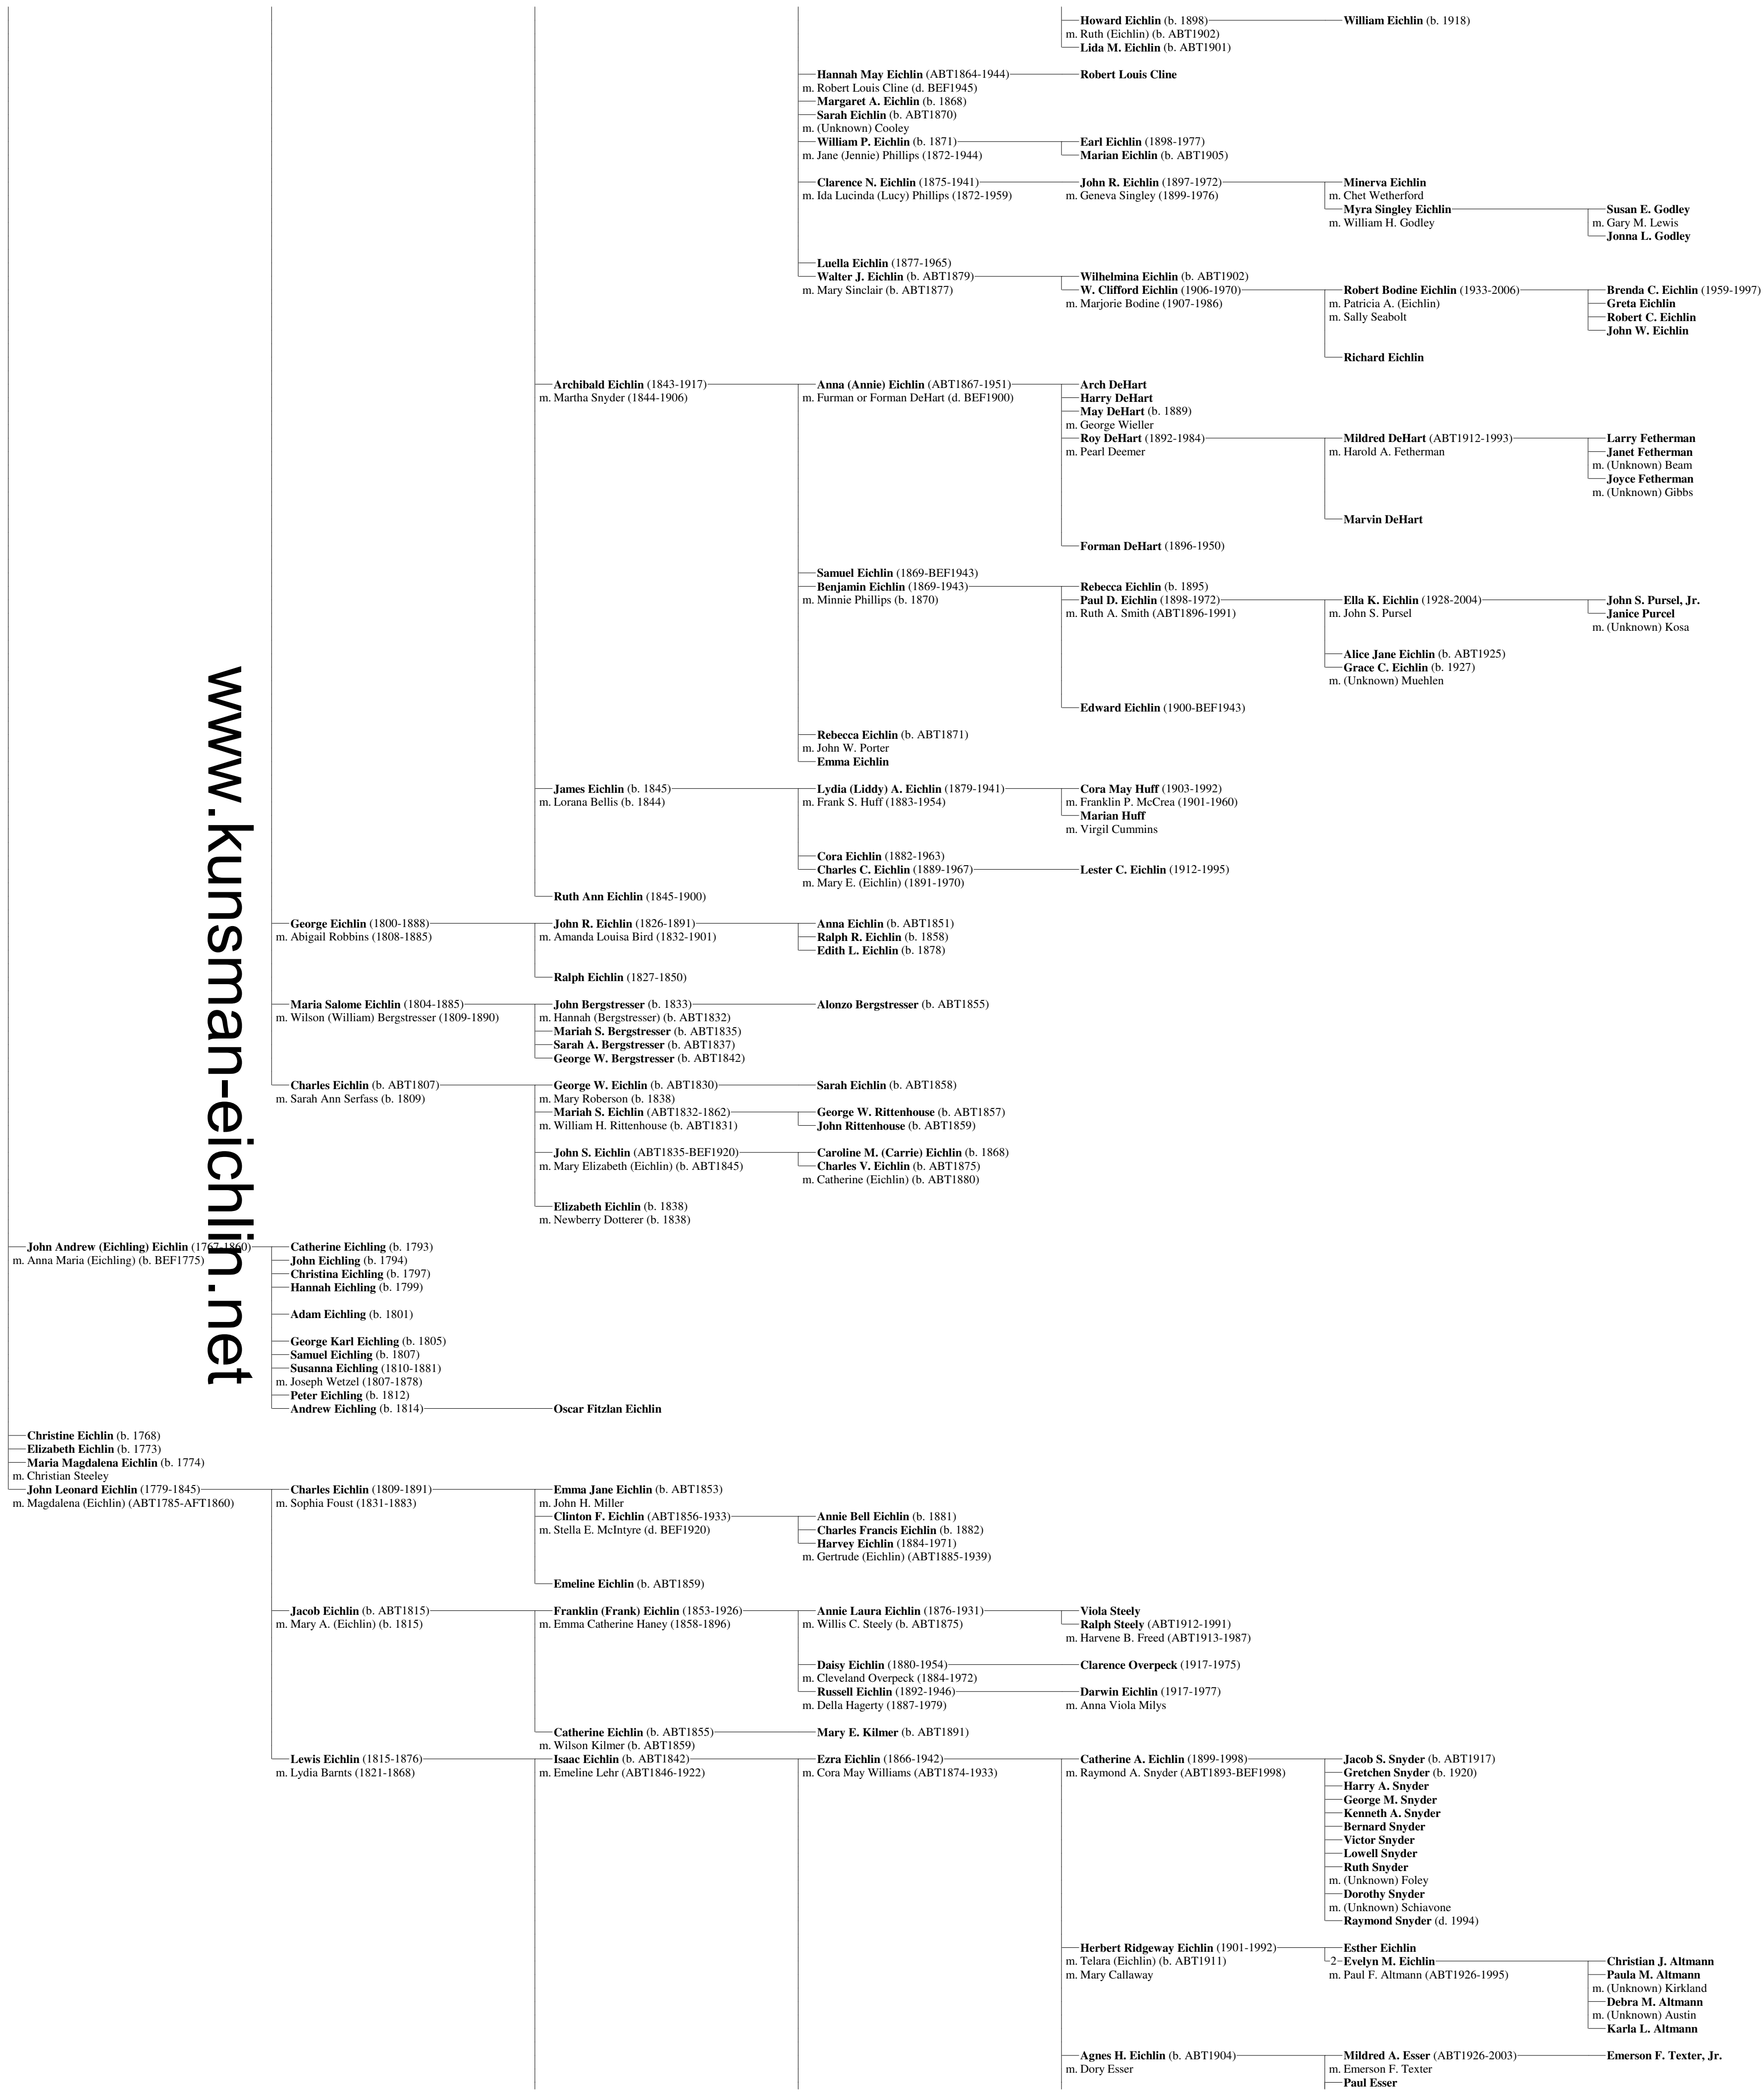 Howard Eichlin (b. 1898) William Eichlin (b. 1918)
m. Ruth (Eichlin) (b. ABT1902)
Lida M. Eichlin (b. ABT1901)
Hannah May Eichlin (ABT1864-1944) Robert Louis Cline
m. Robert Louis Cline (d. BEF1945)
Margaret A. Eichlin (b. 1868)
Sarah Eichlin (b. ABT1870)
m. (Unknown) Cooley
William P. Eichlin (b. 1871) Earl Eichlin (1898-1977)
m. Jane (Jennie) Phillips (1872-1944) Marian Eichlin (b. ABT1905)
Clarence N. Eichlin (1875-1941) John R. Eichlin (1897-1972) Minerva Eichlin
m. Ida Lucinda (Lucy) Phillips (1872-1959) m. Geneva Singley (1899-1976) m. Chet Wetherford
Myra Singley Eichlin Susan E. Godley
m. William H. Godley m. Gary M. Lewis
Jonna L. Godley
Luella Eichlin (1877-1965)
Walter J. Eichlin (b. ABT1879) Wilhelmina Eichlin (b. ABT1902)
m. Mary Sinclair (b. ABT1877) W. Clifford Eichlin (1906-1970) Robert Bodine Eichlin (1933-2006) Brenda C. Eichlin (1959-1997)
m. Marjorie Bodine (1907-1986) m. Patricia A. (Eichlin) Greta Eichlin
m. Sally Seabolt Robert C. Eichlin
John W. Eichlin
Richard Eichlin
Archibald Eichlin (1843-1917) Anna (Annie) Eichlin (ABT1867-1951) Arch DeHart
m. Martha Snyder (1844-1906) m. Furman or Forman DeHart (d. BEF1900) Harry DeHart
May DeHart (b. 1889)
m. George Wieller
Roy DeHart (1892-1984) Mildred DeHart (ABT1912-1993) Larry Fetherman
m. Pearl Deemer m. Harold A. Fetherman Janet Fetherman
m. (Unknown) Beam
Joyce Fetherman
m. (Unknown) Gibbs
Marvin DeHart
Forman DeHart (1896-1950)
Samuel Eichlin (1869-BEF1943)
Benjamin Eichlin (1869-1943) Rebecca Eichlin (b. 1895)
m. Minnie Phillips (b. 1870) Paul D. Eichlin (1898-1972) Ella K. Eichlin (1928-2004) John S. Pursel, Jr.
m. Ruth A. Smith (ABT1896-1991) m. John S. Pursel Janice Purcel
m. (Unknown) Kosa
Alice Jane Eichlin (b. ABT1925)
Grace C. Eichlin (b. 1927)
m. (Unknown) Muehlen
Edward Eichlin (1900-BEF1943)
Rebecca Eichlin (b. ABT1871)
m. John W. Porter
Emma Eichlin
James Eichlin (b. 1845) Lydia (Liddy) A. Eichlin (1879-1941) Cora May Huff (1903-1992)
m. Lorana Bellis (b. 1844) m. Frank S. Huff (1883-1954) m. Franklin P. McCrea (1901-1960)
Marian Huff
m. Virgil Cummins
Cora Eichlin (1882-1963)
Charles C. Eichlin (1889-1967) Lester C. Eichlin (1912-1995)
m. Mary E. (Eichlin) (1891-1970)
Ruth Ann Eichlin (1845-1900)
George Eichlin (1800-1888) John R. Eichlin (1826-1891) Anna Eichlin (b. ABT1851)
m. Abigail Robbins (1808-1885) m. Amanda Louisa Bird (1832-1901) Ralph R. Eichlin (b. 1858)
Edith L. Eichlin (b. 1878)
Ralph Eichlin (1827-1850)
Maria Salome Eichlin (1804-1885) John Bergstresser (b. 1833) Alonzo Bergstresser (b. ABT1855)
m. Wilson (William) Bergstresser (1809-1890) m. Hannah (Bergstresser) (b. ABT1832)
Mariah S. Bergstresser (b. ABT1835)
Sarah A. Bergstresser (b. ABT1837)
George W. Bergstresser (b. ABT1842)
Charles Eichlin (b. ABT1807) George W. Eichlin (b. ABT1830) Sarah Eichlin (b. ABT1858)
m. Sarah Ann Serfass (b. 1809) m. Mary Roberson (b. 1838)
Mariah S. Eichlin (ABT1832-1862) George W. Rittenhouse (b. ABT1857)
m. William H. Rittenhouse (b. ABT1831) John Rittenhouse (b. ABT1859)
John S. Eichlin (ABT1835-BEF1920) Caroline M. (Carrie) Eichlin (b. 1868)
m. Mary Elizabeth (Eichlin) (b. ABT1845) Charles V. Eichlin (b. ABT1875)
m. Catherine (Eichlin) (b. ABT1880)
Elizabeth Eichlin (b. 1838)
m. Newberry Dotterer (b. 1838)
John Andrew (Eichling) Eichlin (1767-1860) Catherine Eichling (b. 1793)
m. Anna Maria (Eichling) (b. BEF1775) John Eichling (b. 1794)
Christina Eichling (b. 1797)
Hannah Eichling (b. 1799)
Adam Eichling (b. 1801)
George Karl Eichling (b. 1805)
Samuel Eichling (b. 1807)
Susanna Eichling (1810-1881)
m. Joseph Wetzel (1807-1878)
Peter Eichling (b. 1812)
Andrew Eichling (b. 1814) Oscar Fitzlan Eichlin
www.kunsman-eichlin.net
Christine Eichlin (b. 1768)
Elizabeth Eichlin (b. 1773)
Maria Magdalena Eichlin (b. 1774)
m. Christian Steeley
John Leonard Eichlin (1779-1845) Charles Eichlin (1809-1891) Emma Jane Eichlin (b. ABT1853)
m. Magdalena (Eichlin) (ABT1785-AFT1860) m. Sophia Foust (1831-1883) m. John H. Miller
Clinton F. Eichlin (ABT1856-1933) Annie Bell Eichlin (b. 1881)
m. Stella E. McIntyre (d. BEF1920) Charles Francis Eichlin (b. 1882)
Harvey Eichlin (1884-1971)
m. Gertrude (Eichlin) (ABT1885-1939)
Emeline Eichlin (b. ABT1859)
Jacob Eichlin (b. ABT1815) Franklin (Frank) Eichlin (1853-1926) Annie Laura Eichlin (1876-1931) Viola Steely
m. Mary A. (Eichlin) (b. 1815) m. Emma Catherine Haney (1858-1896) m. Willis C. Steely (b. ABT1875) Ralph Steely (ABT1912-1991)
m. Harvene B. Freed (ABT1913-1987)
Daisy Eichlin (1880-1954) Clarence Overpeck (1917-1975)
m. Cleveland Overpeck (1884-1972)
Russell Eichlin (1892-1946) Darwin Eichlin (1917-1977)
m. Della Hagerty (1887-1979) m. Anna Viola Milys
Catherine Eichlin (b. ABT1855) Mary E. Kilmer (b. ABT1891)
m. Wilson Kilmer (b. ABT1859)
Lewis Eichlin (1815-1876) Isaac Eichlin (b. ABT1842) Ezra Eichlin (1866-1942) Catherine A. Eichlin (1899-1998) Jacob S. Snyder (b. ABT1917)
m. Lydia Barnts (1821-1868) m. Emeline Lehr (ABT1846-1922) m. Cora May Williams (ABT1874-1933) m. Raymond A. Snyder (ABT1893-BEF1998) Gretchen Snyder (b. 1920)
Harry A. Snyder
George M. Snyder
Kenneth A. Snyder
Bernard Snyder
Victor Snyder
Lowell Snyder
Ruth Snyder
m. (Unknown) Foley
Dorothy Snyder
m. (Unknown) Schiavone
Raymond Snyder (d. 1994)
Herbert Ridgeway Eichlin (1901-1992) Esther Eichlin
m. Telara (Eichlin) (b. ABT1911) 2 Evelyn M. Eichlin Christian J. Altmann
m. Mary Callaway m. Paul F. Altmann (ABT1926-1995) Paula M. Altmann
m. (Unknown) Kirkland
Debra M. Altmann
m. (Unknown) Austin
Karla L. Altmann
Agnes H. Eichlin (b. ABT1904) Mildred A. Esser (ABT1926-2003) Emerson F. Texter, Jr.
m. Dory Esser m. Emerson F. Texter
Paul Esser